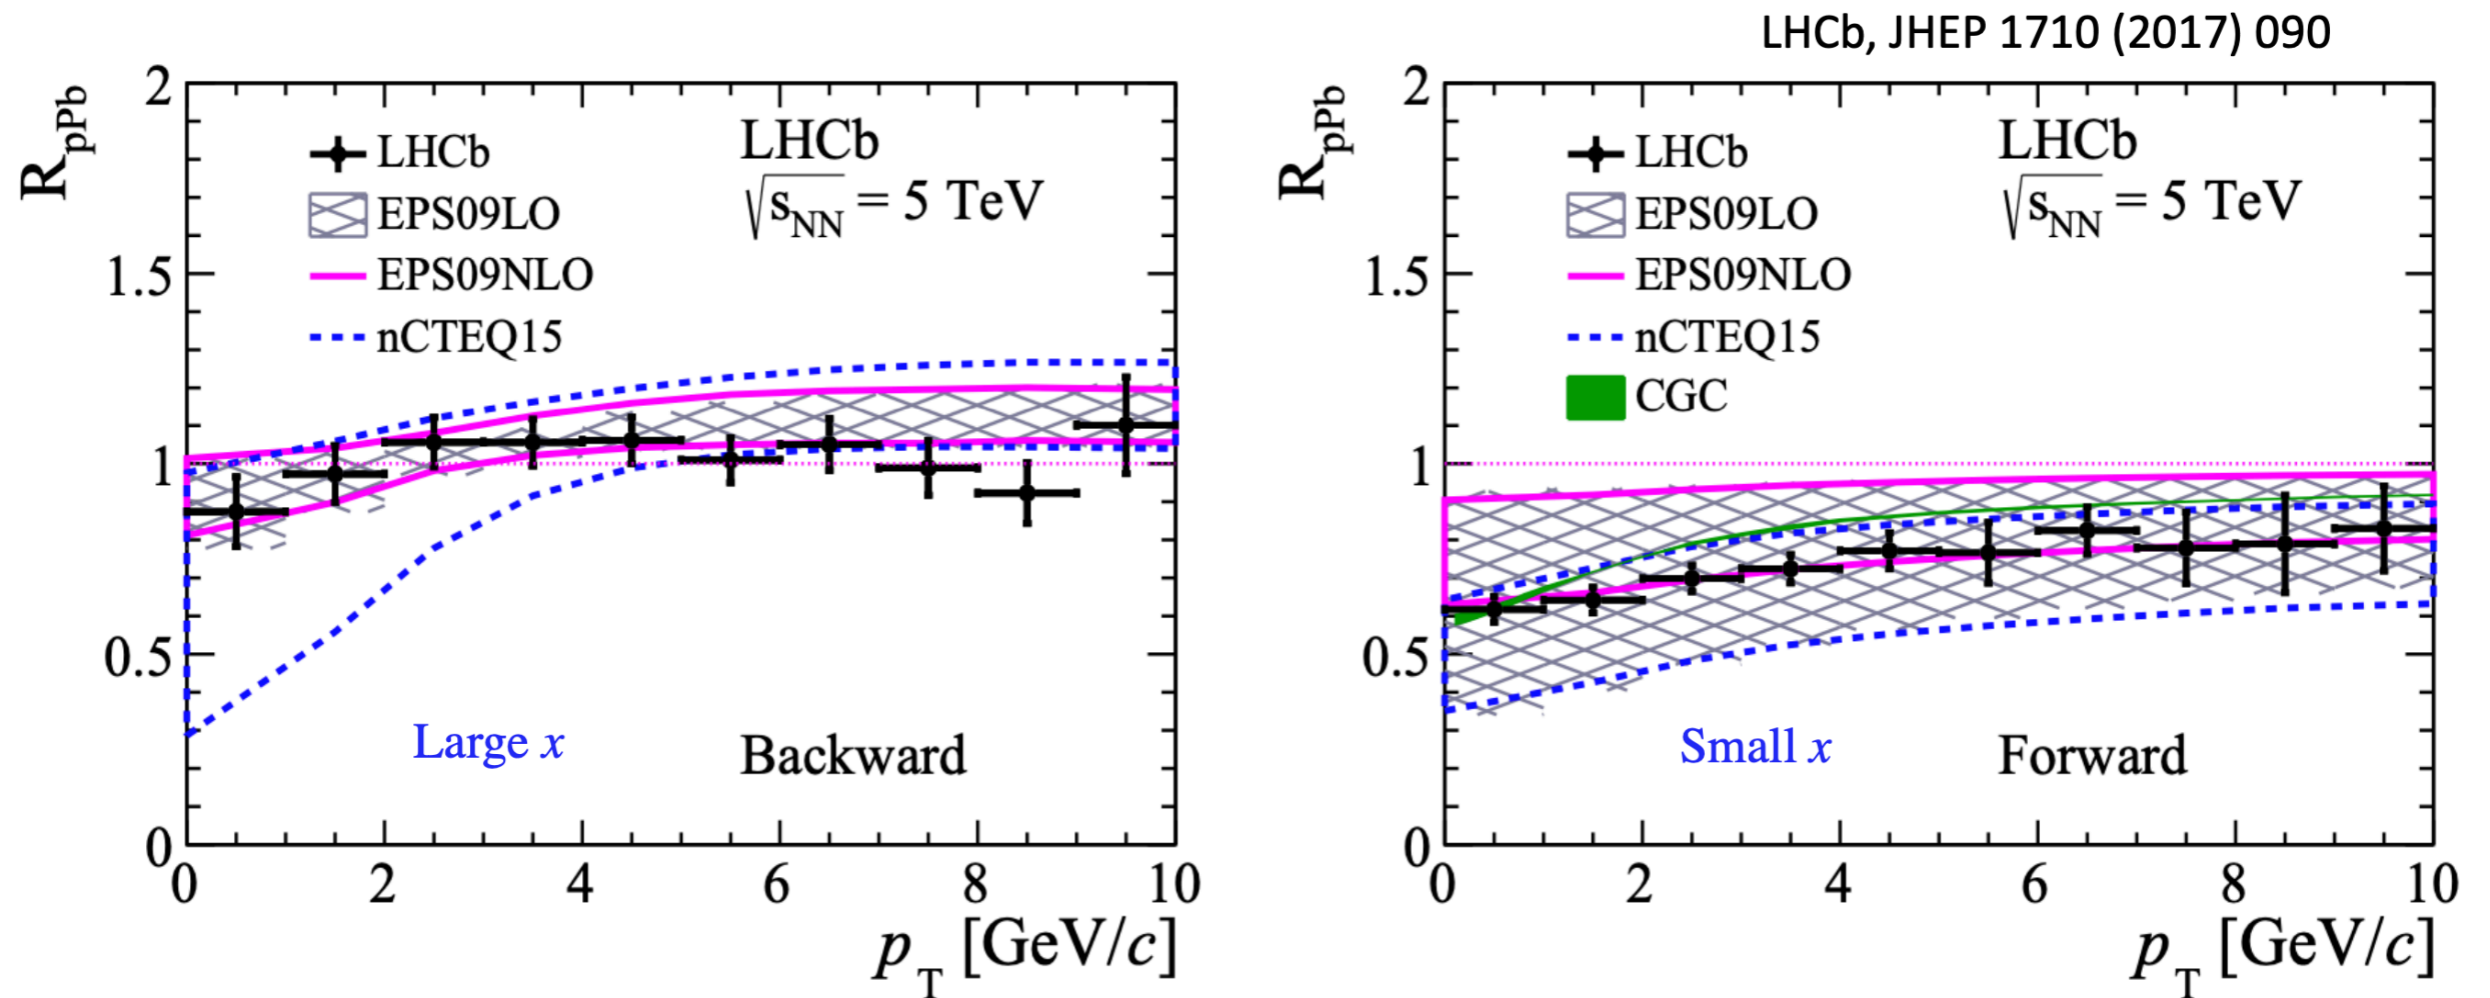 LHCb, JHEP 1710 (2017) 090
R_pPb
2
1.5
1
0.5
0
LHCb
EPS09LO
EPS09NLO
nCTEQ15
LHCb
√s_NN = 5 TeV
Large x
Backward
0 2 4 6 8 10
p_T [GeV/c]
R_pPb
2
1.5
1
0.5
0
LHCb
EPS09LO
EPS09NLO
nCTEQ15
CGC
LHCb
√s_NN = 5 TeV
Small x
Forward
0 2 4 6 8 10
p_T [GeV/c]